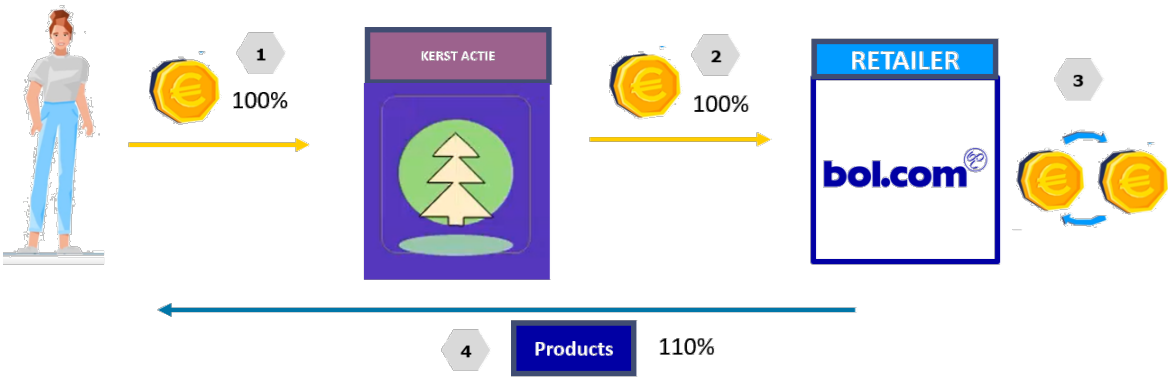 1
100%
KERST ACTIE
2
100%
RETAILER
bol.com
3
4
Products
110%